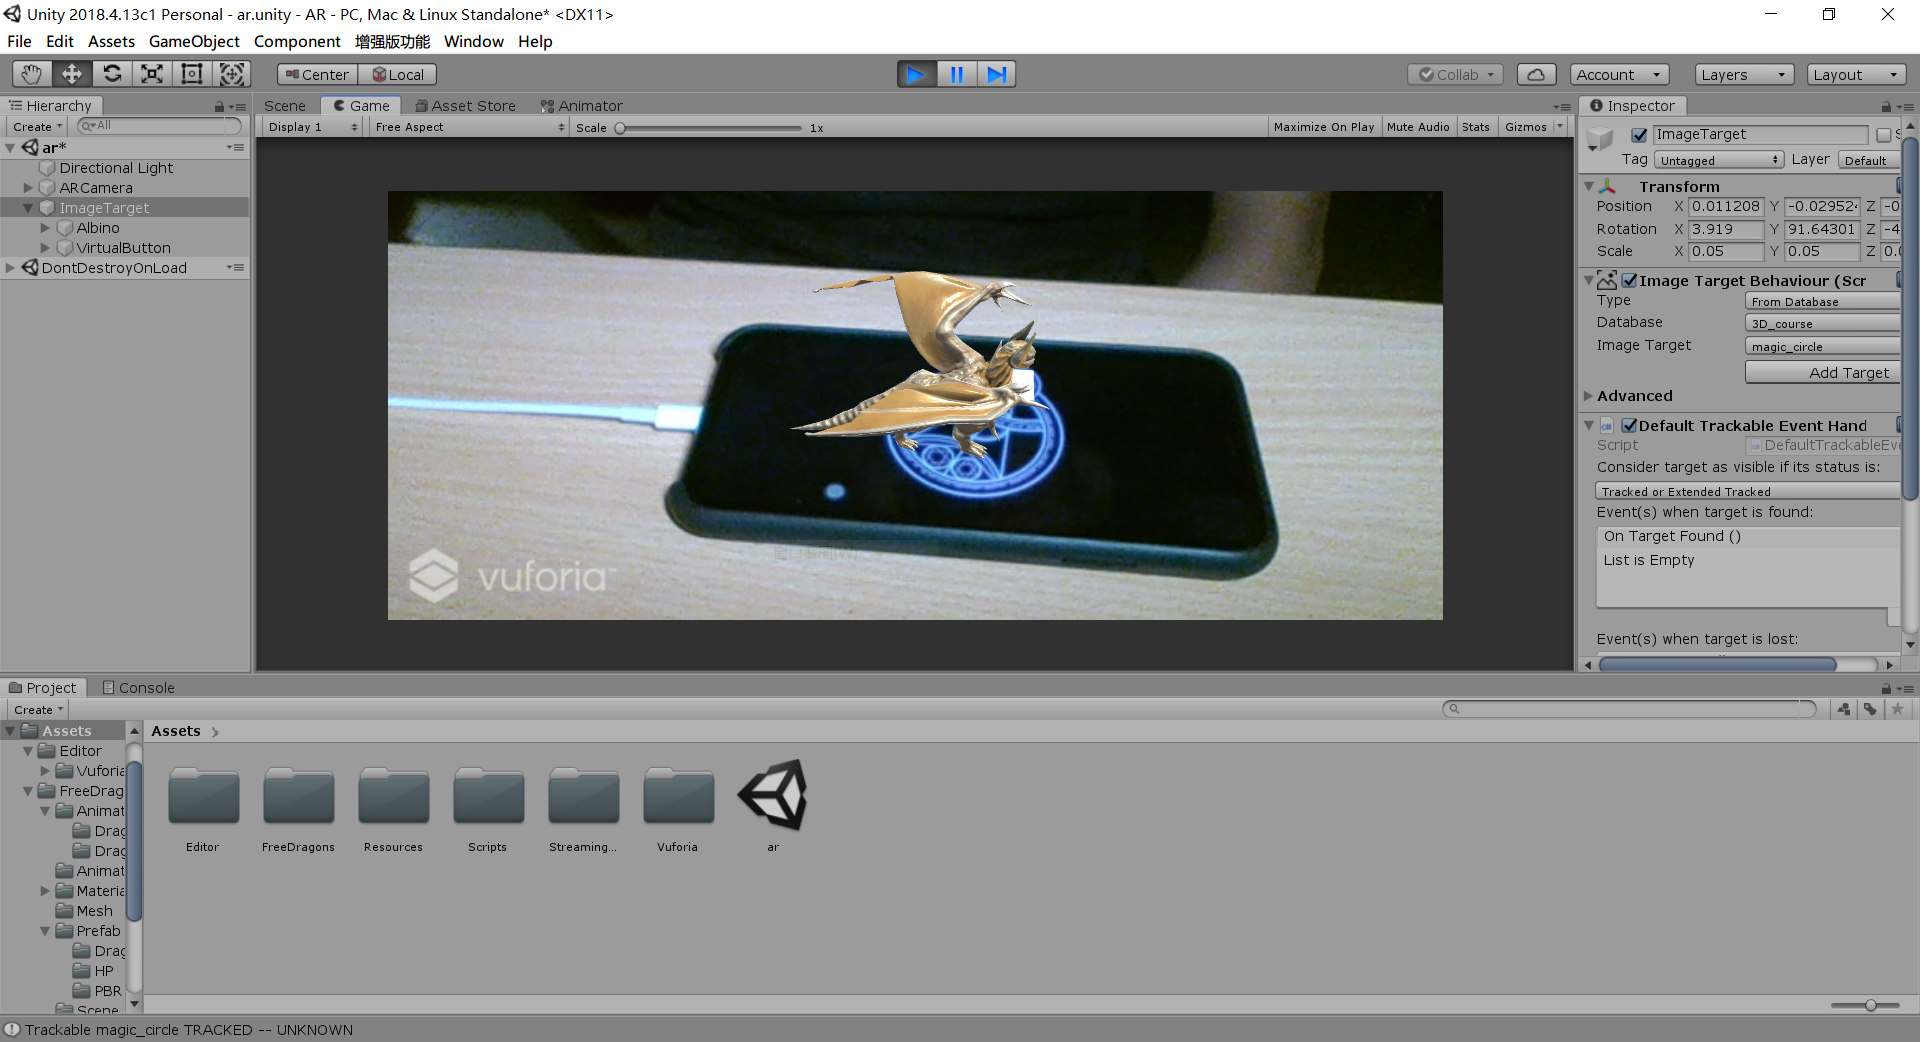 Unity 2018.4.13c1 Personal - ar.unity - AR - PC, Mac & Linux Standalone* <DX11>
File Edit Assets GameObject Component 增强版功能 Window Help
Center Local Collab Account Layers Layout
Hierarchy
Create All
ar*
Directional Light
ARCamera
ImageTarget
Albino
VirtualButton
DontDestroyOnLoad
Scene Game Asset Store Animator
Display 1 Free Aspect Scale 1x Maximize On Play Mute Audio Stats Gizmos
vuforia™
Inspector
ImageTarget S
Tag Untagged Layer Default
Transform
Position X 0.011208 Y -0.029524 Z -0
Rotation X 3.919 Y 91.64301 Z -4
Scale X 0.05 Y 0.05 Z 0.0
Image Target Behaviour (Scr
Type From Database
Database 3D_course
Image Target magic_circle
Add Target
Advanced
Default Trackable Event Hand
Script DefaultTrackableEve
Consider target as visible if its status is:
Tracked or Extended Tracked
Event(s) when target is found:
On Target Found ()
List is Empty
Event(s) when target is lost:
Project Console
Create
Assets
Editor
Vuforia
FreeDrag
Animat
Drag
Drag
Animat
Materia
Mesh
Prefab
Drag
HP
PBR
Scene
Assets
Editor FreeDragons Resources Scripts Streaming... Vuforia ar
Trackable magic_circle TRACKED -- UNKNOWN